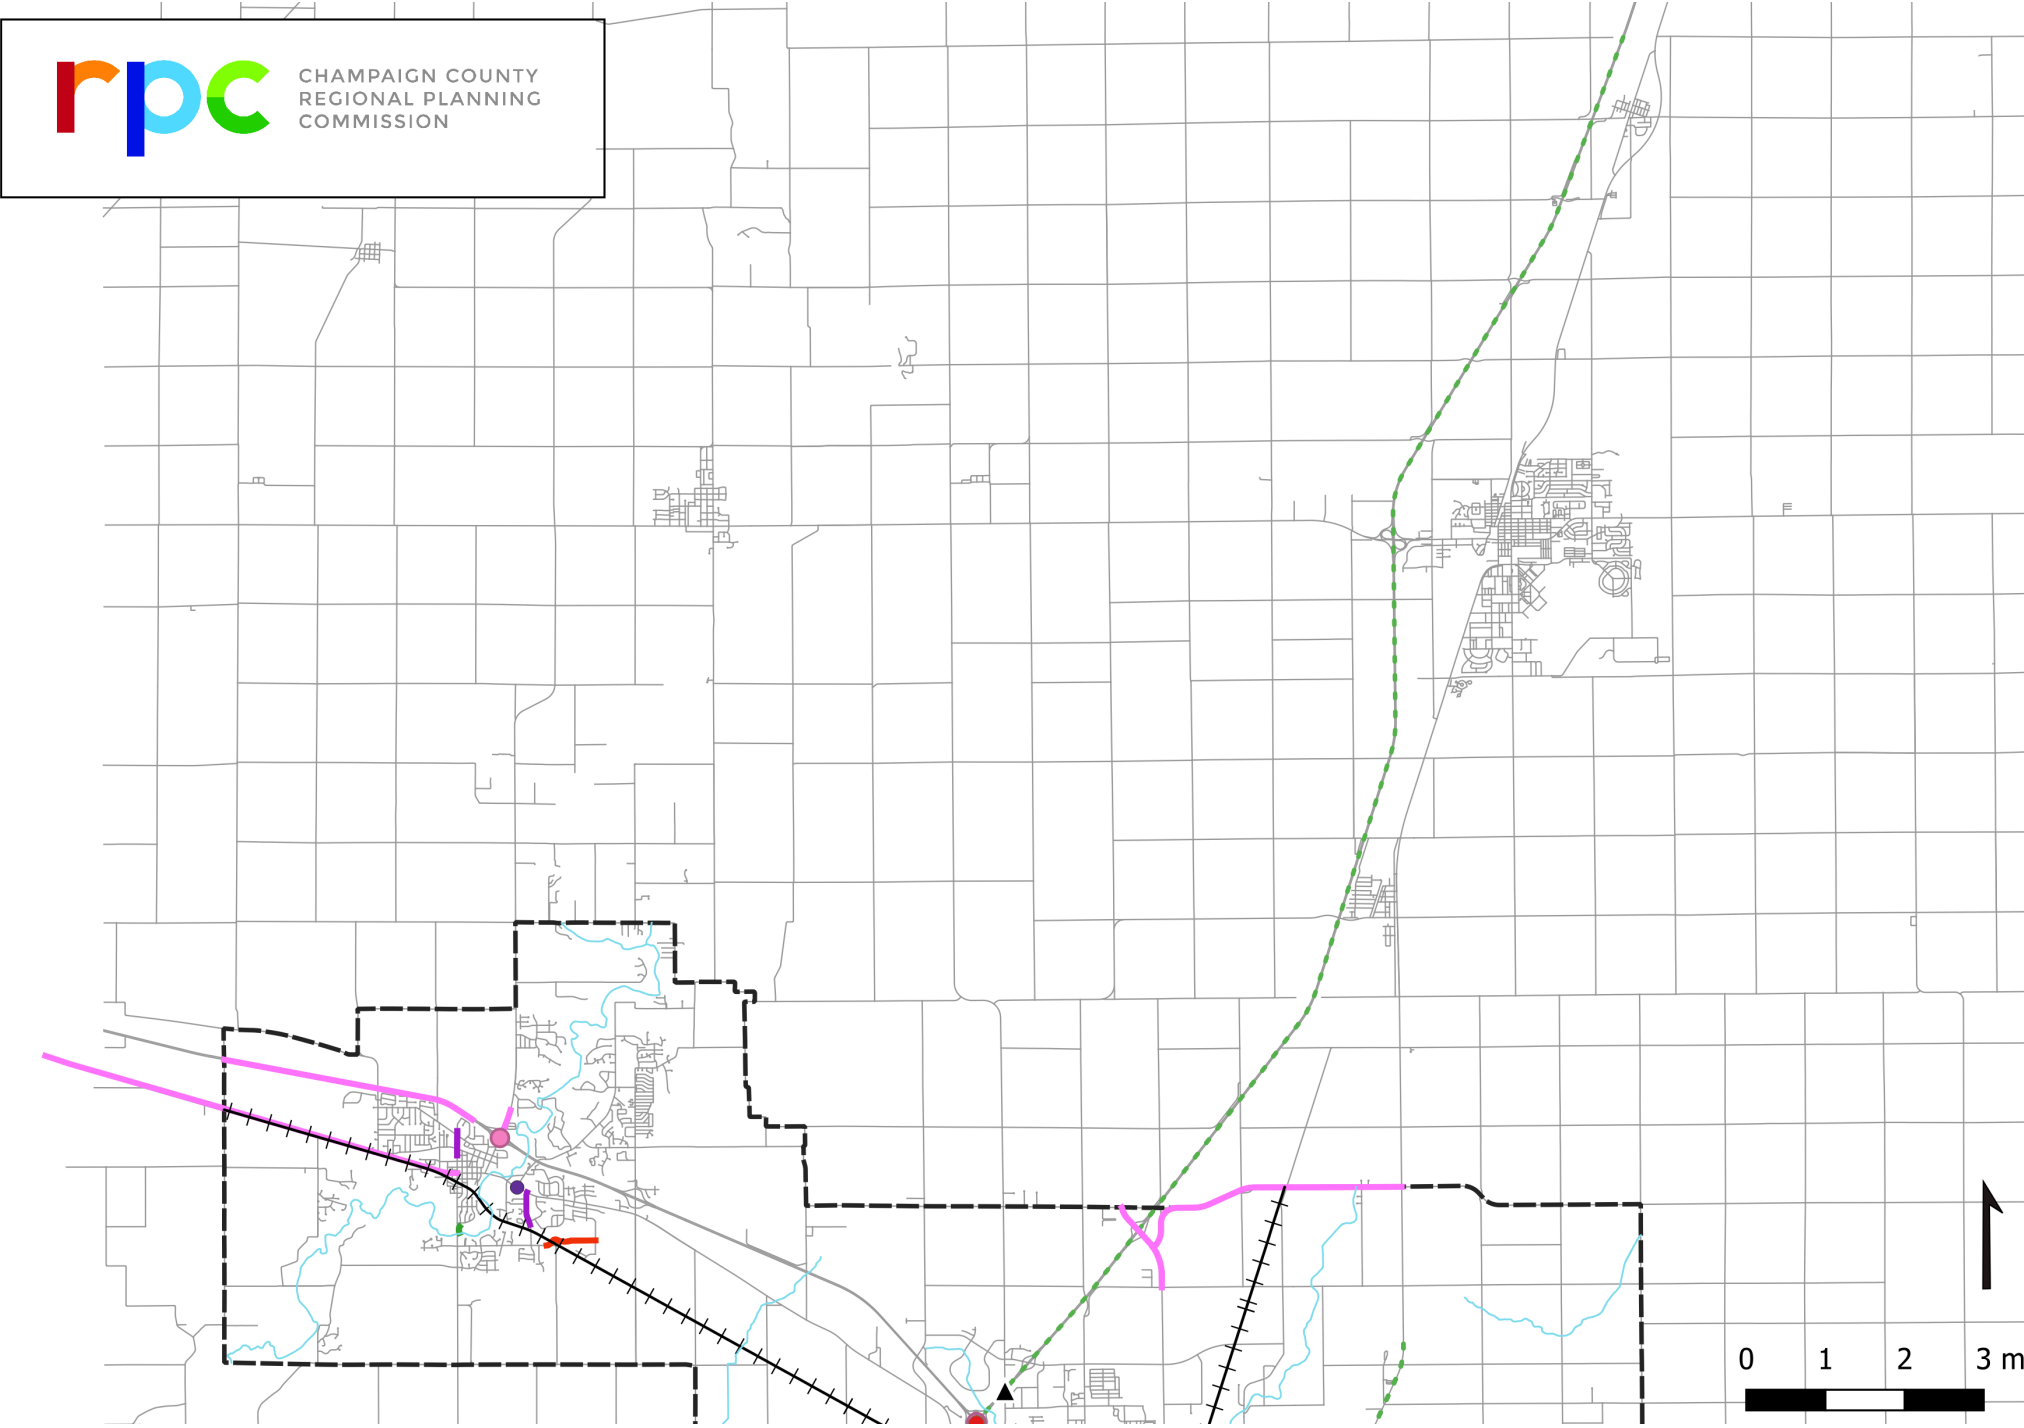 rpc
CHAMPAIGN COUNTY
REGIONAL PLANNING
COMMISSION
0 1 2 3 m